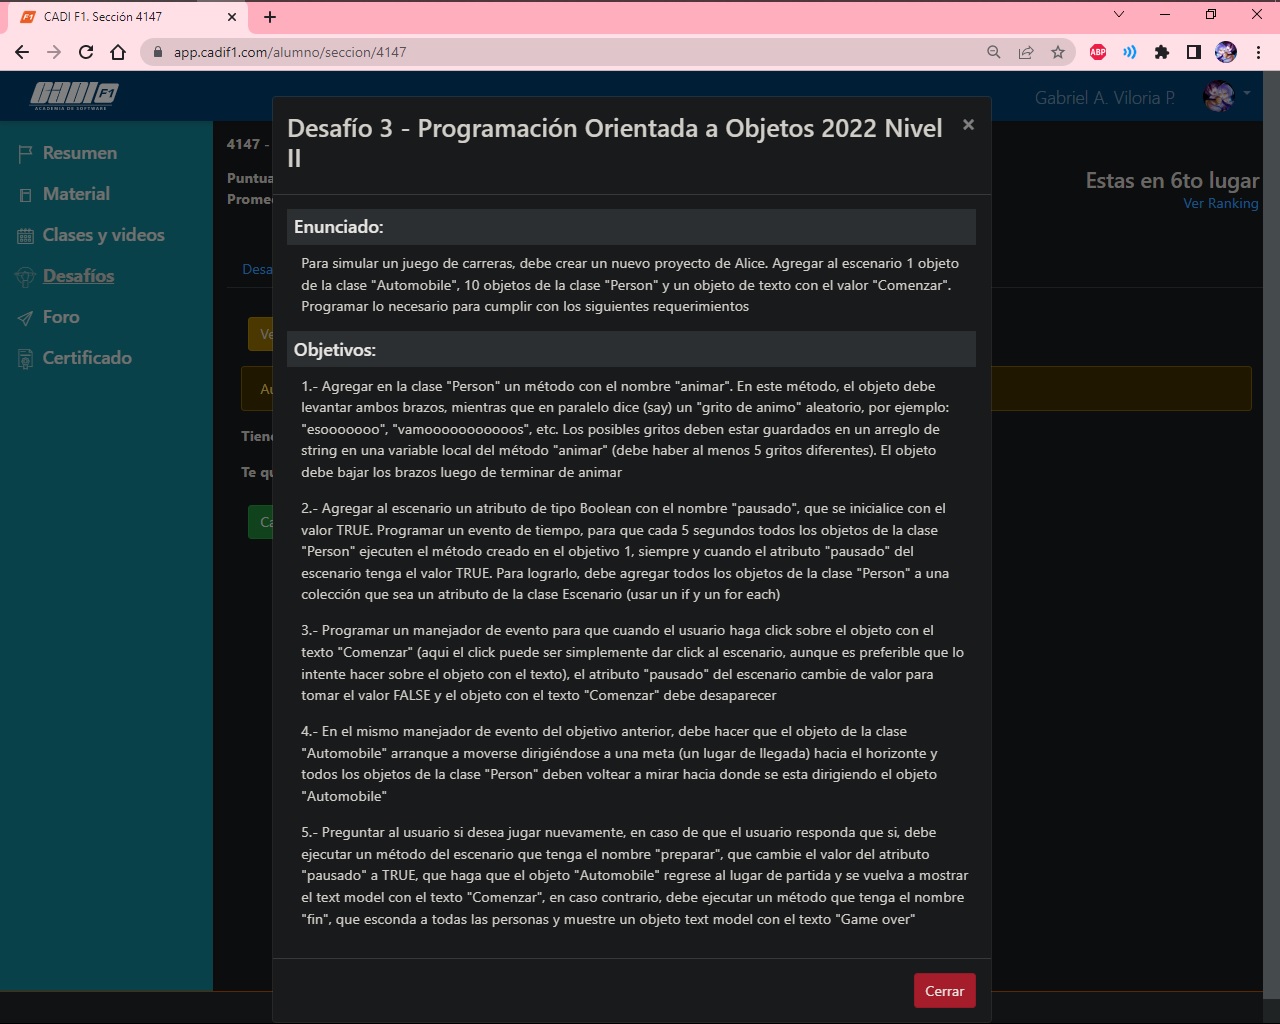 CADI F1. Sección 4147
app.cadif1.com/alumno/seccion/4147
ABP
CADI F1
ACADEMIA DE SOFTWARE
Gabriel A. Viloria P.
Resumen
Material
Clases y videos
Desafíos
Foro
Certificado
4147 -
Puntua
Prome
Estas en 6to lugar
Ver Ranking
Desa
Ve
Au
Tien
Te qu
Ca
Desafío 3 - Programación Orientada a Objetos 2022 Nivel
II
×
Enunciado:
Para simular un juego de carreras, debe crear un nuevo proyecto de Alice. Agregar al escenario 1 objeto
de la clase "Automobile", 10 objetos de la clase "Person" y un objeto de texto con el valor "Comenzar".
Programar lo necesario para cumplir con los siguientes requerimientos
Objetivos:
1.- Agregar en la clase "Person" un método con el nombre "animar". En este método, el objeto debe
levantar ambos brazos, mientras que en paralelo dice (say) un "grito de animo" aleatorio, por ejemplo:
"esooooooo", "vamooooooooooos", etc. Los posibles gritos deben estar guardados en un arreglo de
string en una variable local del método "animar" (debe haber al menos 5 gritos diferentes). El objeto
debe bajar los brazos luego de terminar de animar
2.- Agregar al escenario un atributo de tipo Boolean con el nombre "pausado", que se inicialice con el
valor TRUE. Programar un evento de tiempo, para que cada 5 segundos todos los objetos de la clase
"Person" ejecuten el método creado en el objetivo 1, siempre y cuando el atributo "pausado" del
escenario tenga el valor TRUE. Para lograrlo, debe agregar todos los objetos de la clase "Person" a una
colección que sea un atributo de la clase Escenario (usar un if y un for each)
3.- Programar un manejador de evento para que cuando el usuario haga click sobre el objeto con el
texto "Comenzar" (aqui el click puede ser simplemente dar click al escenario, aunque es preferible que lo
intente hacer sobre el objeto con el texto), el atributo "pausado" del escenario cambie de valor para
tomar el valor FALSE y el objeto con el texto "Comenzar" debe desaparecer
4.- En el mismo manejador de evento del objetivo anterior, debe hacer que el objeto de la clase
"Automobile" arranque a moverse dirigiéndose a una meta (un lugar de llegada) hacia el horizonte y
todos los objetos de la clase "Person" deben voltear a mirar hacia donde se esta dirigiendo el objeto
"Automobile"
5.- Preguntar al usuario si desea jugar nuevamente, en caso de que el usuario responda que si, debe
ejecutar un método del escenario que tenga el nombre "preparar", que cambie el valor del atributo
"pausado" a TRUE, que haga que el objeto "Automobile" regrese al lugar de partida y se vuelva a mostrar
el text model con el texto "Comenzar", en caso contrario, debe ejecutar un método que tenga el nombre
"fin", que esconda a todas las personas y muestre un objeto text model con el texto "Game over"
Cerrar